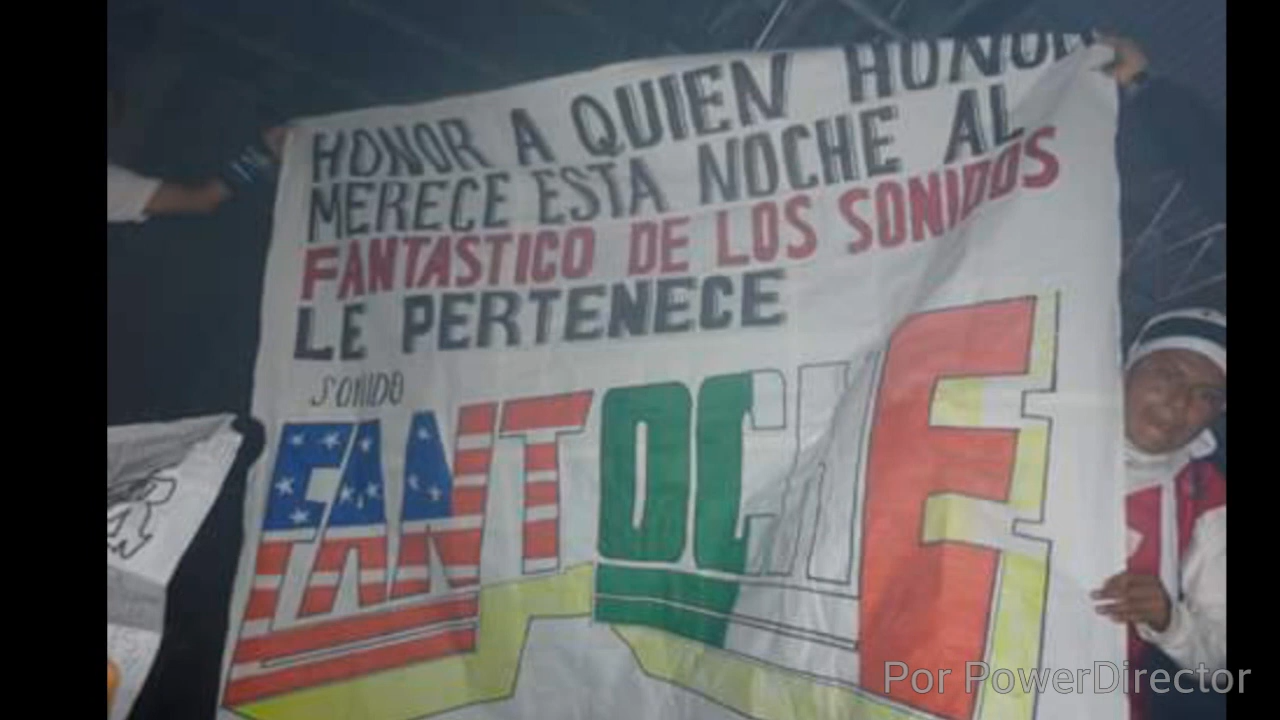 HONOR A QUIEN HONOR
MERECE ESTA NOCHE AL
FANTASTICO DE LOS SONIDOS
LE PERTENECE
SONIDO
FANTOCHE
Por PowerDirector